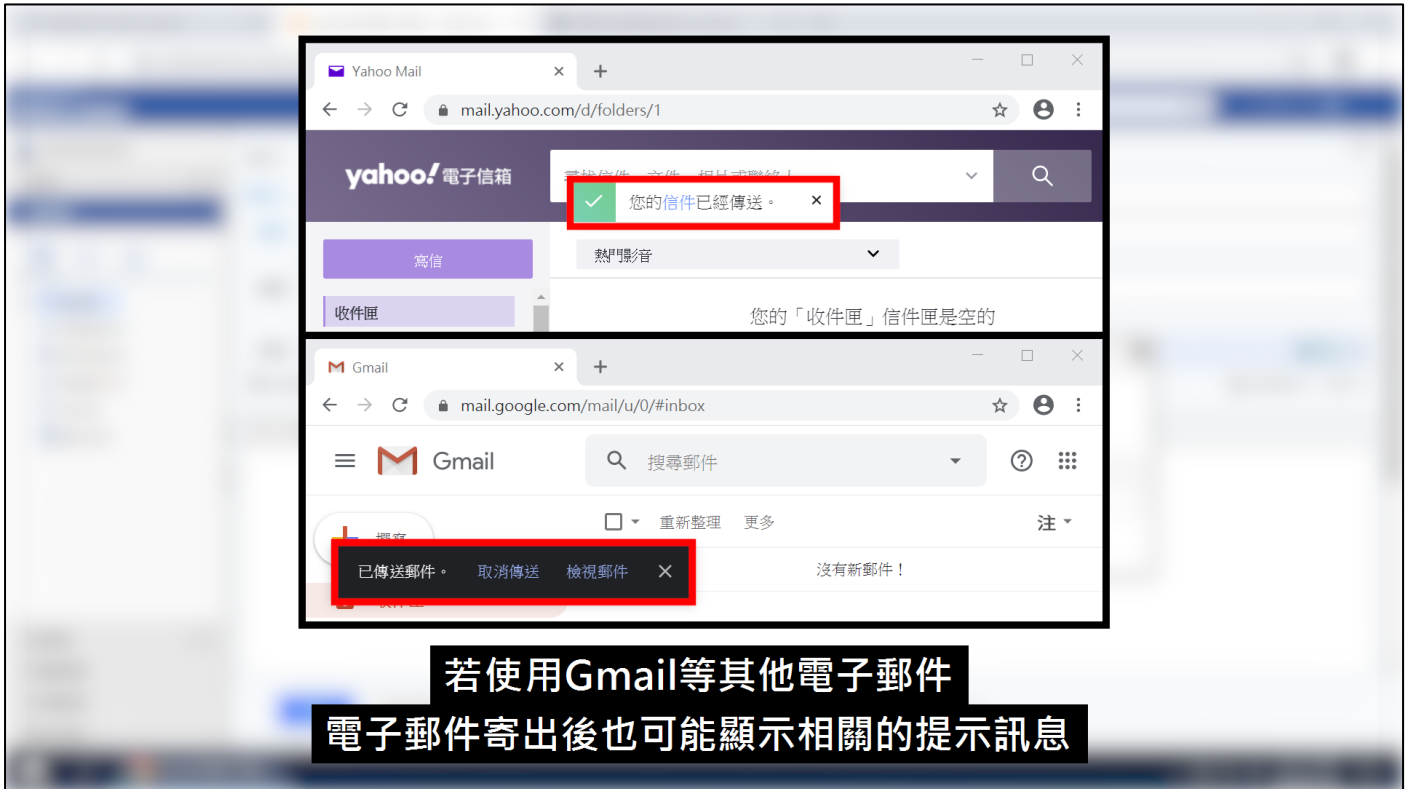 Yahoo Mail
mail.yahoo.com/d/folders/1
yahoo!電子信箱
您的信件已經傳送。
寫信
熱門影音
收件匣
您的「收件匣」信件匣是空的
Gmail
mail.google.com/mail/u/0/#inbox
Gmail
搜尋郵件
重新整理 更多
注
已傳送郵件。 取消傳送 檢視郵件
沒有新郵件！
若使用Gmail等其他電子郵件
電子郵件寄出後也可能顯示相關的提示訊息